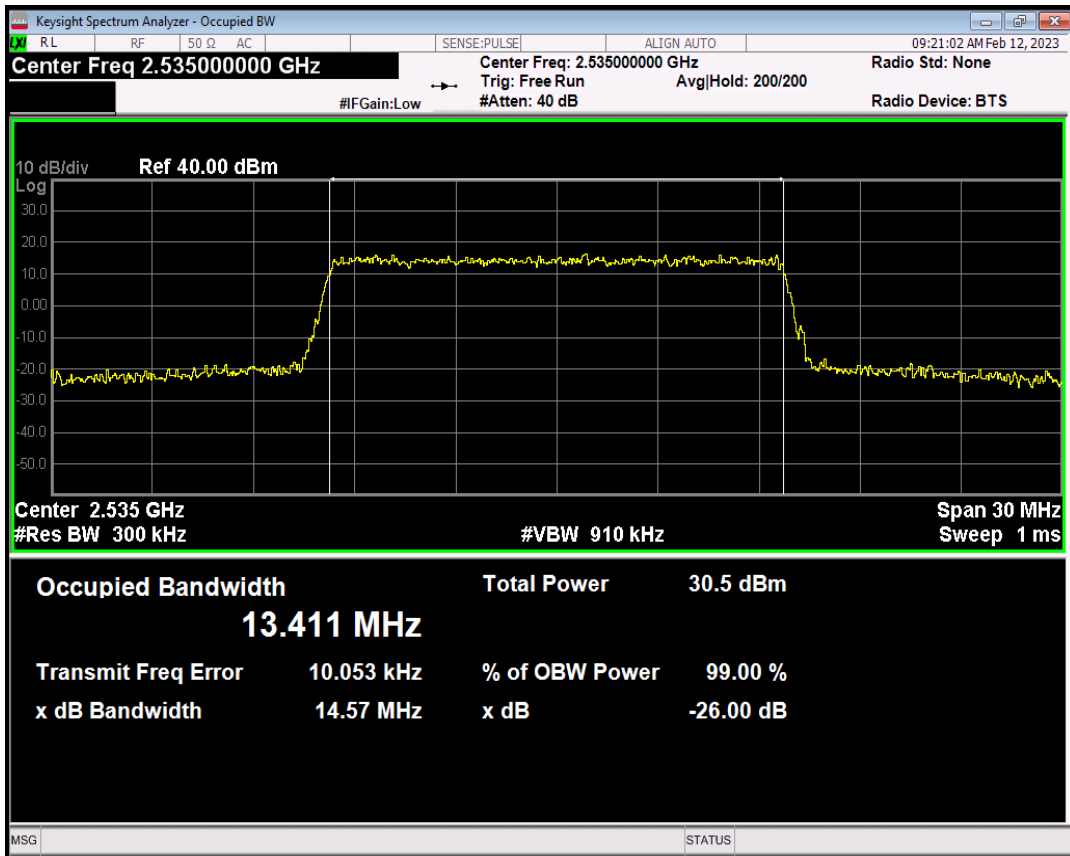 Keysight Spectrum Analyzer - Occupied BW
LXI RL RF 50 Ω AC SENSE:PULSE ALIGN AUTO 09:21:02 AM Feb 12, 2023
Center Freq 2.535000000 GHz Center Freq: 2.535000000 GHz Radio Std: None
Trig: Free Run Avg|Hold: 200/200
#IFGain:Low #Atten: 40 dB Radio Device: BTS
10 dB/div Ref 40.00 dBm
Log
30.0
20.0
10.0
0.00
-10.0
-20.0
-30.0
-40.0
-50.0
Center 2.535 GHz Span 30 MHz
#Res BW 300 kHz #VBW 910 kHz Sweep 1 ms
Occupied Bandwidth Total Power 30.5 dBm
13.411 MHz
Transmit Freq Error 10.053 kHz % of OBW Power 99.00 %
x dB Bandwidth 14.57 MHz x dB -26.00 dB
MSG STATUS